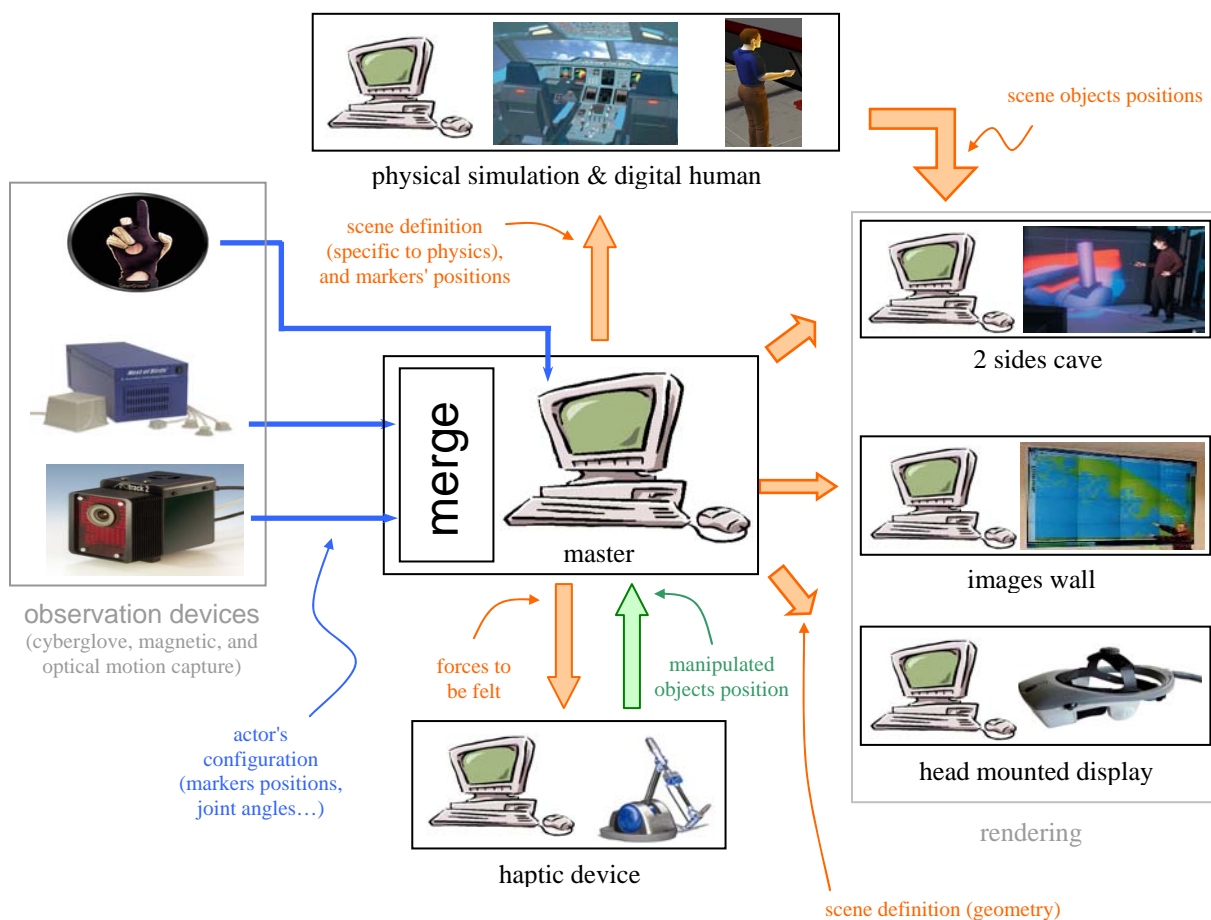 physical simulation & digital human
scene objects positions
scene definition
(specific to physics),
and markers' positions
2 sides cave
merge
master
images wall
observation devices
(cyberglove, magnetic, and
optical motion capture)
forces to
be felt
manipulated
objects position
head mounted display
actor's
configuration
(markers positions,
joint angles…)
rendering
haptic device
scene definition (geometry)